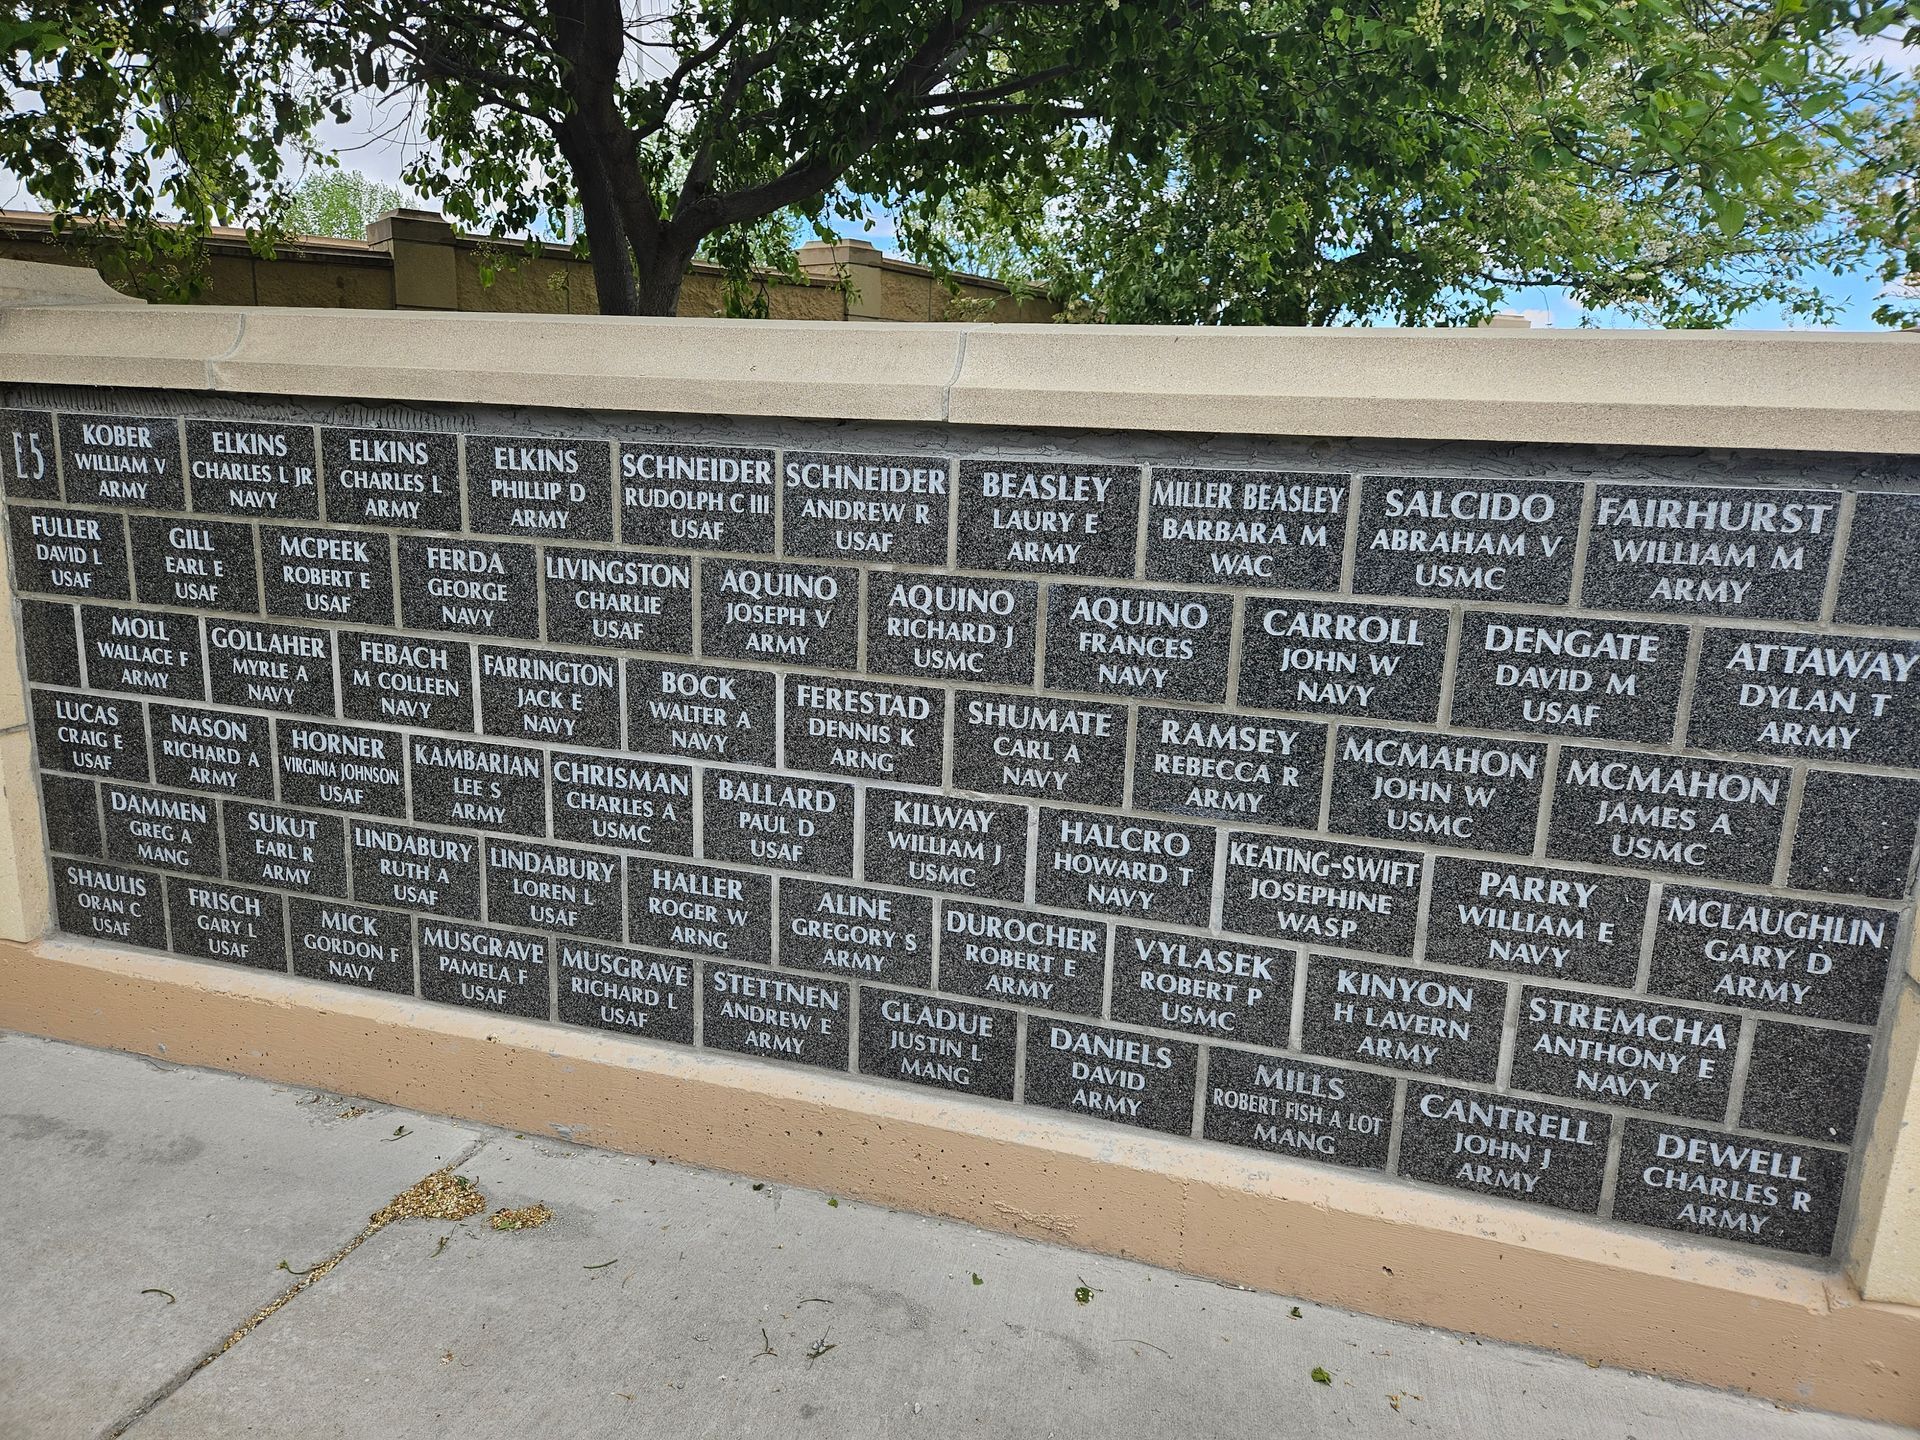 E5
KOBER
WILLIAM V
ARMY
ELKINS
CHARLES L JR
NAVY
ELKINS
CHARLES L
ARMY
ELKINS
PHILLIP D
ARMY
SCHNEIDER
RUDOLPH C III
USAF
SCHNEIDER
ANDREW R
USAF
BEASLEY
LAURY E
ARMY
MILLER BEASLEY
BARBARA M
WAC
SALCIDO
ABRAHAM V
USMC
FAIRHURST
WILLIAM M
ARMY
FULLER
DAVID L
USAF
GILL
EARL E
USAF
MCPEEK
ROBERT E
USAF
FERDA
GEORGE
NAVY
LIVINGSTON
CHARLIE
USAF
AQUINO
JOSEPH V
ARMY
AQUINO
RICHARD J
USMC
AQUINO
FRANCES
NAVY
CARROLL
JOHN W
NAVY
DENGATE
DAVID M
USAF
ATTAWAY
DYLAN T
ARMY
MOLL
WALLACE F
ARMY
GOLLAHER
MYRLE A
NAVY
FEBACH
M COLLEEN
NAVY
FARRINGTON
JACK E
NAVY
BOCK
WALTER A
NAVY
FERESTAD
DENNIS K
ARNG
SHUMATE
CARL A
NAVY
RAMSEY
REBECCA R
ARMY
MCMAHON
JOHN W
USMC
MCMAHON
JAMES A
USMC
LUCAS
CRAIG E
USAF
NASON
RICHARD A
ARMY
HORNER
VIRGINIA JOHNSON
USAF
KAMBARIAN
LEE S
ARMY
CHRISMAN
CHARLES A
USMC
BALLARD
PAUL D
USAF
KILWAY
WILLIAM J
USMC
HALCRO
HOWARD T
NAVY
KEATING-SWIFT
JOSEPHINE
WASP
PARRY
WILLIAM E
NAVY
MCLAUGHLIN
GARY D
ARMY
DAMMEN
GREG A
MANG
SUKUT
EARL R
ARMY
LINDABURY
RUTH A
USAF
LINDABURY
LOREN L
USAF
HALLER
ROGER W
ARNG
ALINE
GREGORY S
ARMY
DUROCHER
ROBERT E
ARMY
VYLASEK
ROBERT P
USMC
KINYON
H LAVERN
ARMY
STREMCHA
ANTHONY E
NAVY
SHAULIS
ORAN C
USAF
FRISCH
GARY L
USAF
MICK
GORDON F
NAVY
MUSGRAVE
PAMELA F
USAF
MUSGRAVE
RICHARD L
USAF
STETTNEN
ANDREW E
ARMY
GLADUE
JUSTIN L
MANG
DANIELS
DAVID
ARMY
MILLS
ROBERT FISH A LOT
MANG
CANTRELL
JOHN J
ARMY
DEWELL
CHARLES R
ARMY